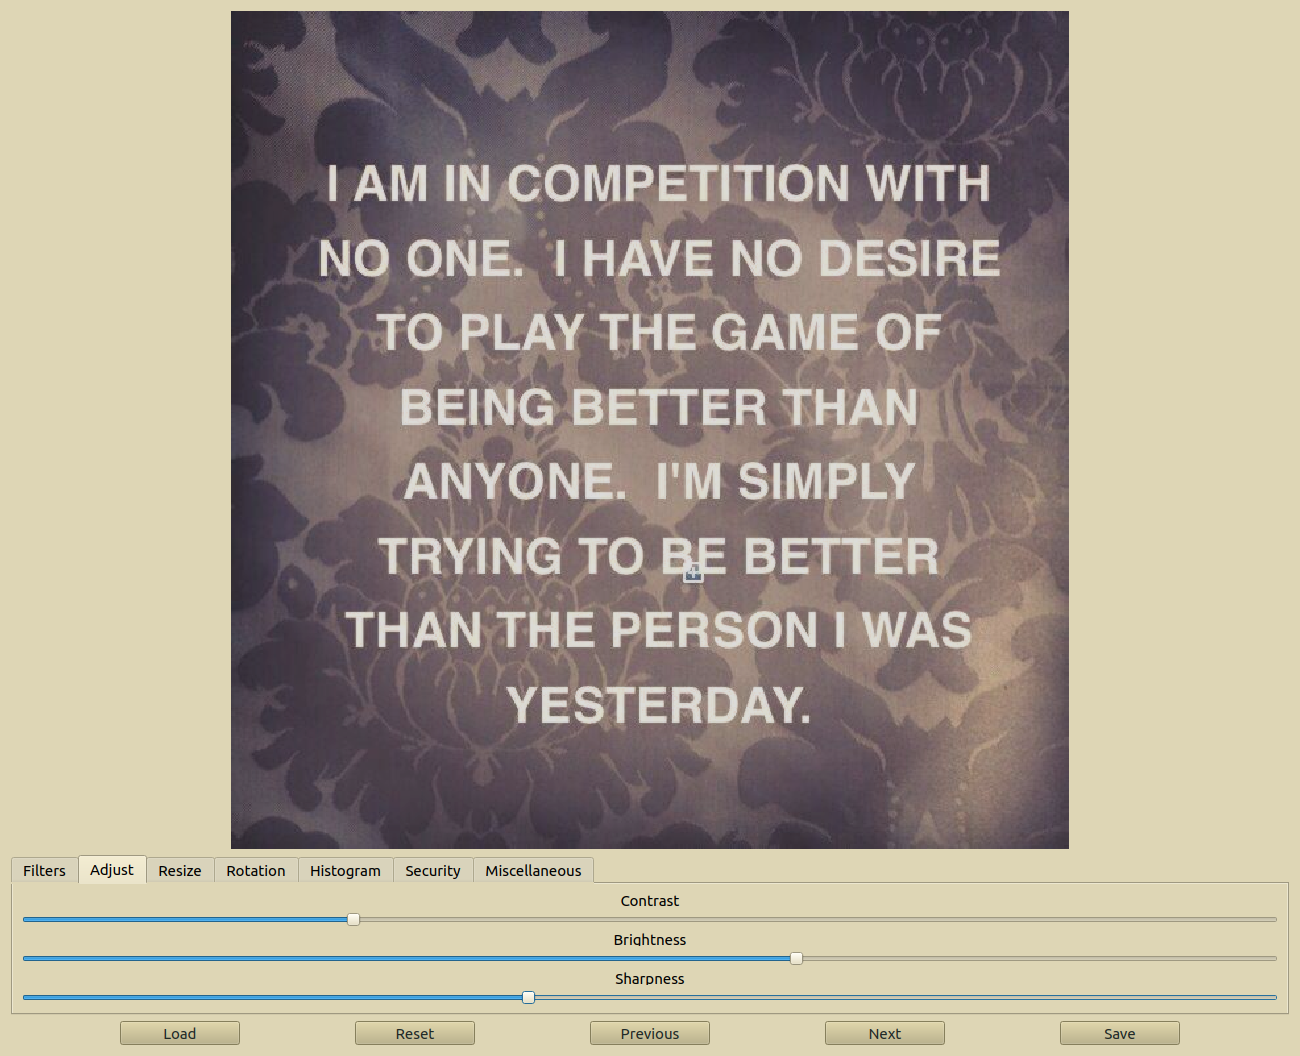 I AM IN COMPETITION WITH
NO ONE.  I HAVE NO DESIRE
TO PLAY THE GAME OF
BEING BETTER THAN
ANYONE.  I'M SIMPLY
TRYING TO BE BETTER
THAN THE PERSON I WAS
YESTERDAY.
Filters Adjust Resize Rotation Histogram Security Miscellaneous
Contrast
Brightness
Sharpness
Load Reset Previous Next Save